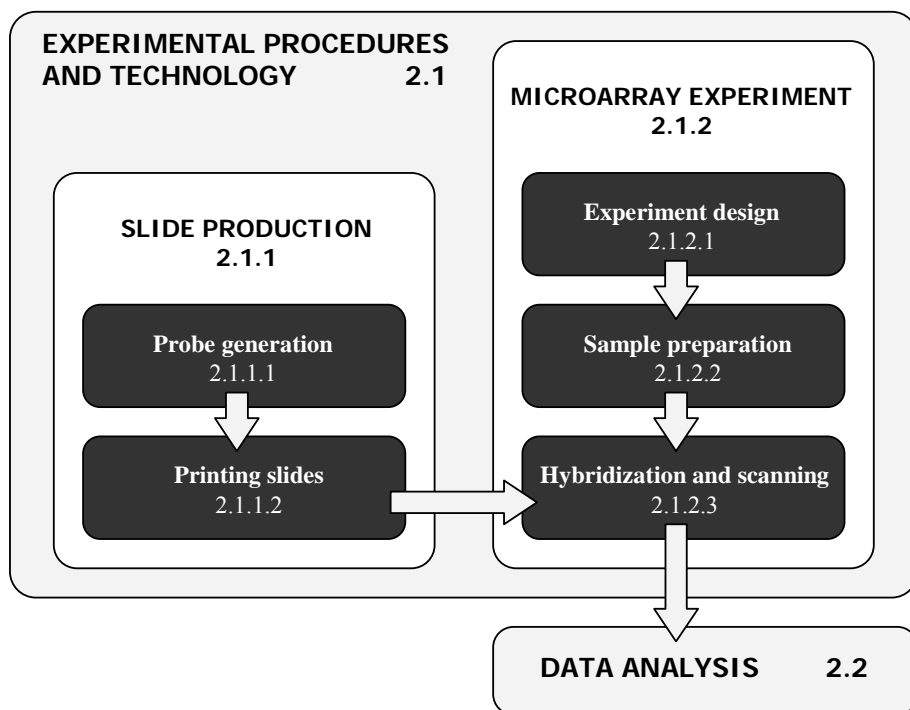 EXPERIMENTAL PROCEDURES
AND TECHNOLOGY 2.1
SLIDE PRODUCTION
2.1.1
Probe generation
2.1.1.1
Printing slides
2.1.1.2
MICROARRAY EXPERIMENT
2.1.2
Experiment design
2.1.2.1
Sample preparation
2.1.2.2
Hybridization and scanning
2.1.2.3
DATA ANALYSIS 2.2